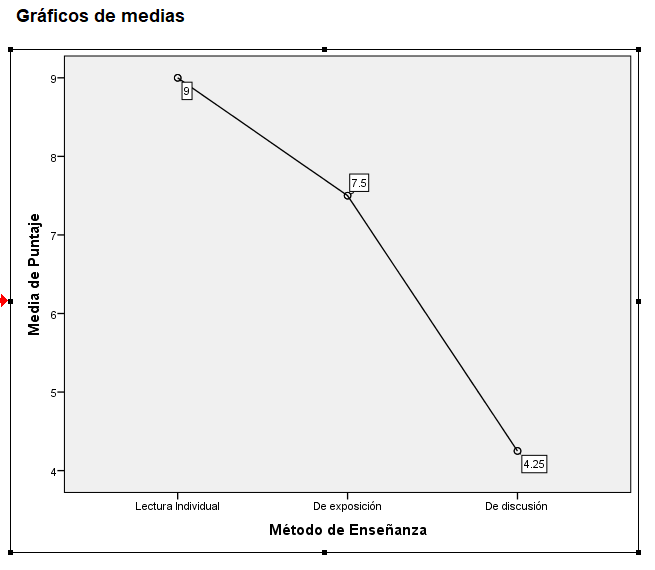 Gráficos de medias
9
8
7
6
5
4
Media de Puntaje
9
7.5
4.25
Lectura Individual
De exposición
De discusión
Método de Enseñanza